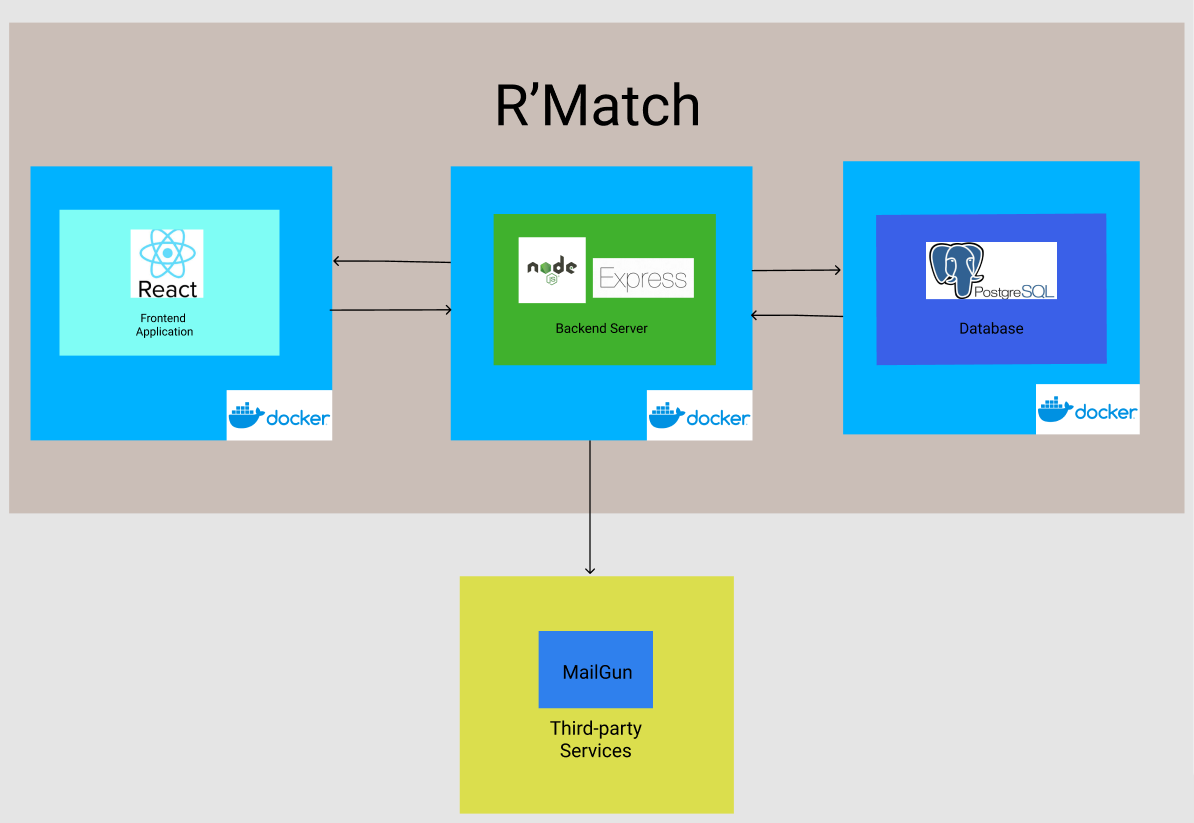 R’Match
React
Frontend
Application
docker
node
JS
Express
Backend Server
docker
PostgreSQL
Database
docker
MailGun
Third-party
Services